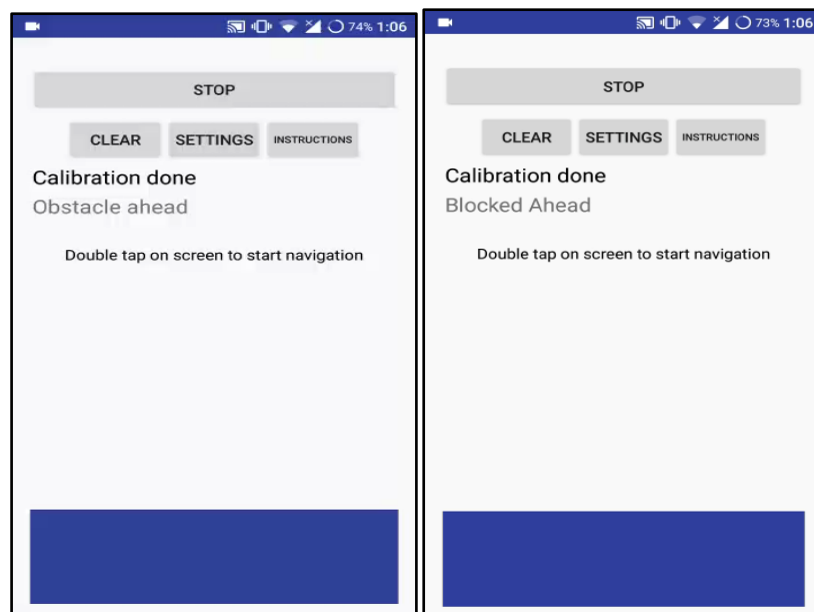 74% 1:06
STOP
CLEAR SETTINGS INSTRUCTIONS
Calibration done
Obstacle ahead
Double tap on screen to start navigation
73% 1:06
STOP
CLEAR SETTINGS INSTRUCTIONS
Calibration done
Blocked Ahead
Double tap on screen to start navigation